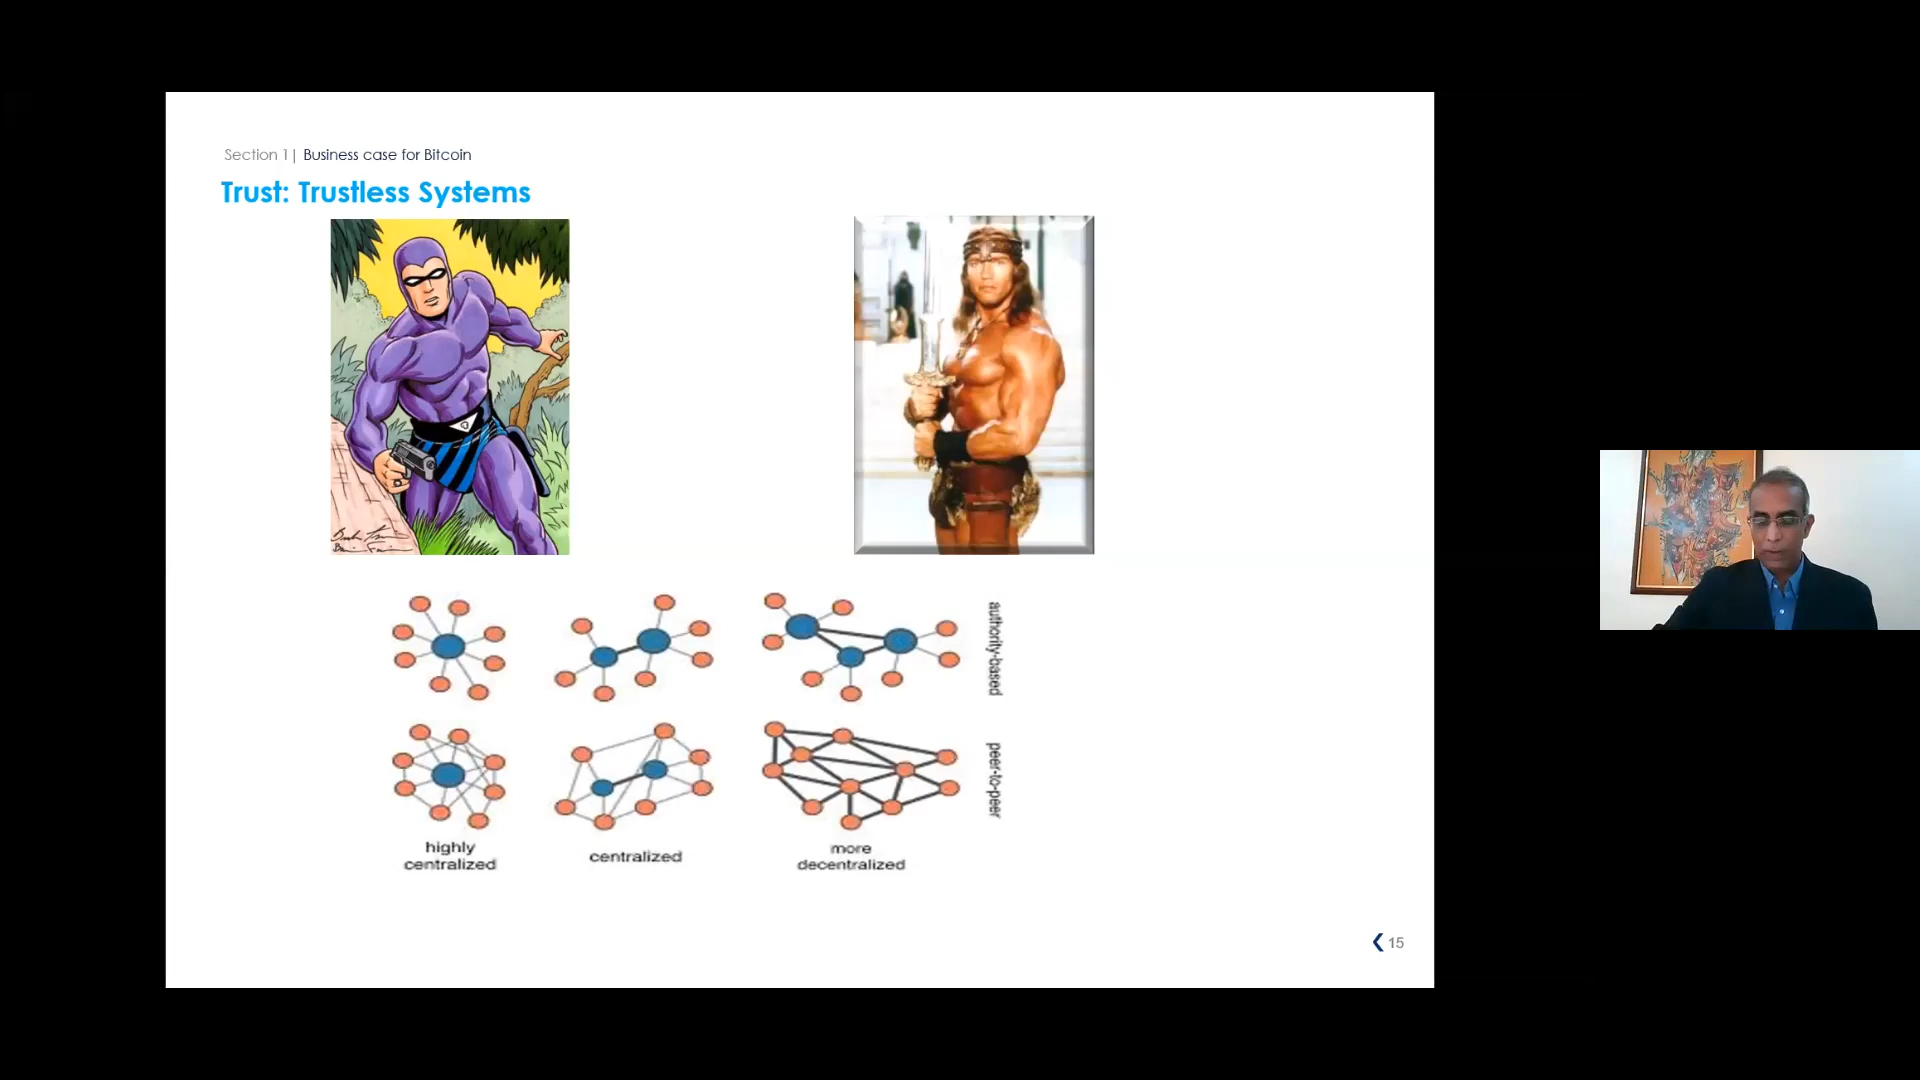 Section 1| Business case for Bitcoin
Trust: Trustless Systems
authority-based
peer-to-peer
highly
centralized
centralized
more
decentralized
15